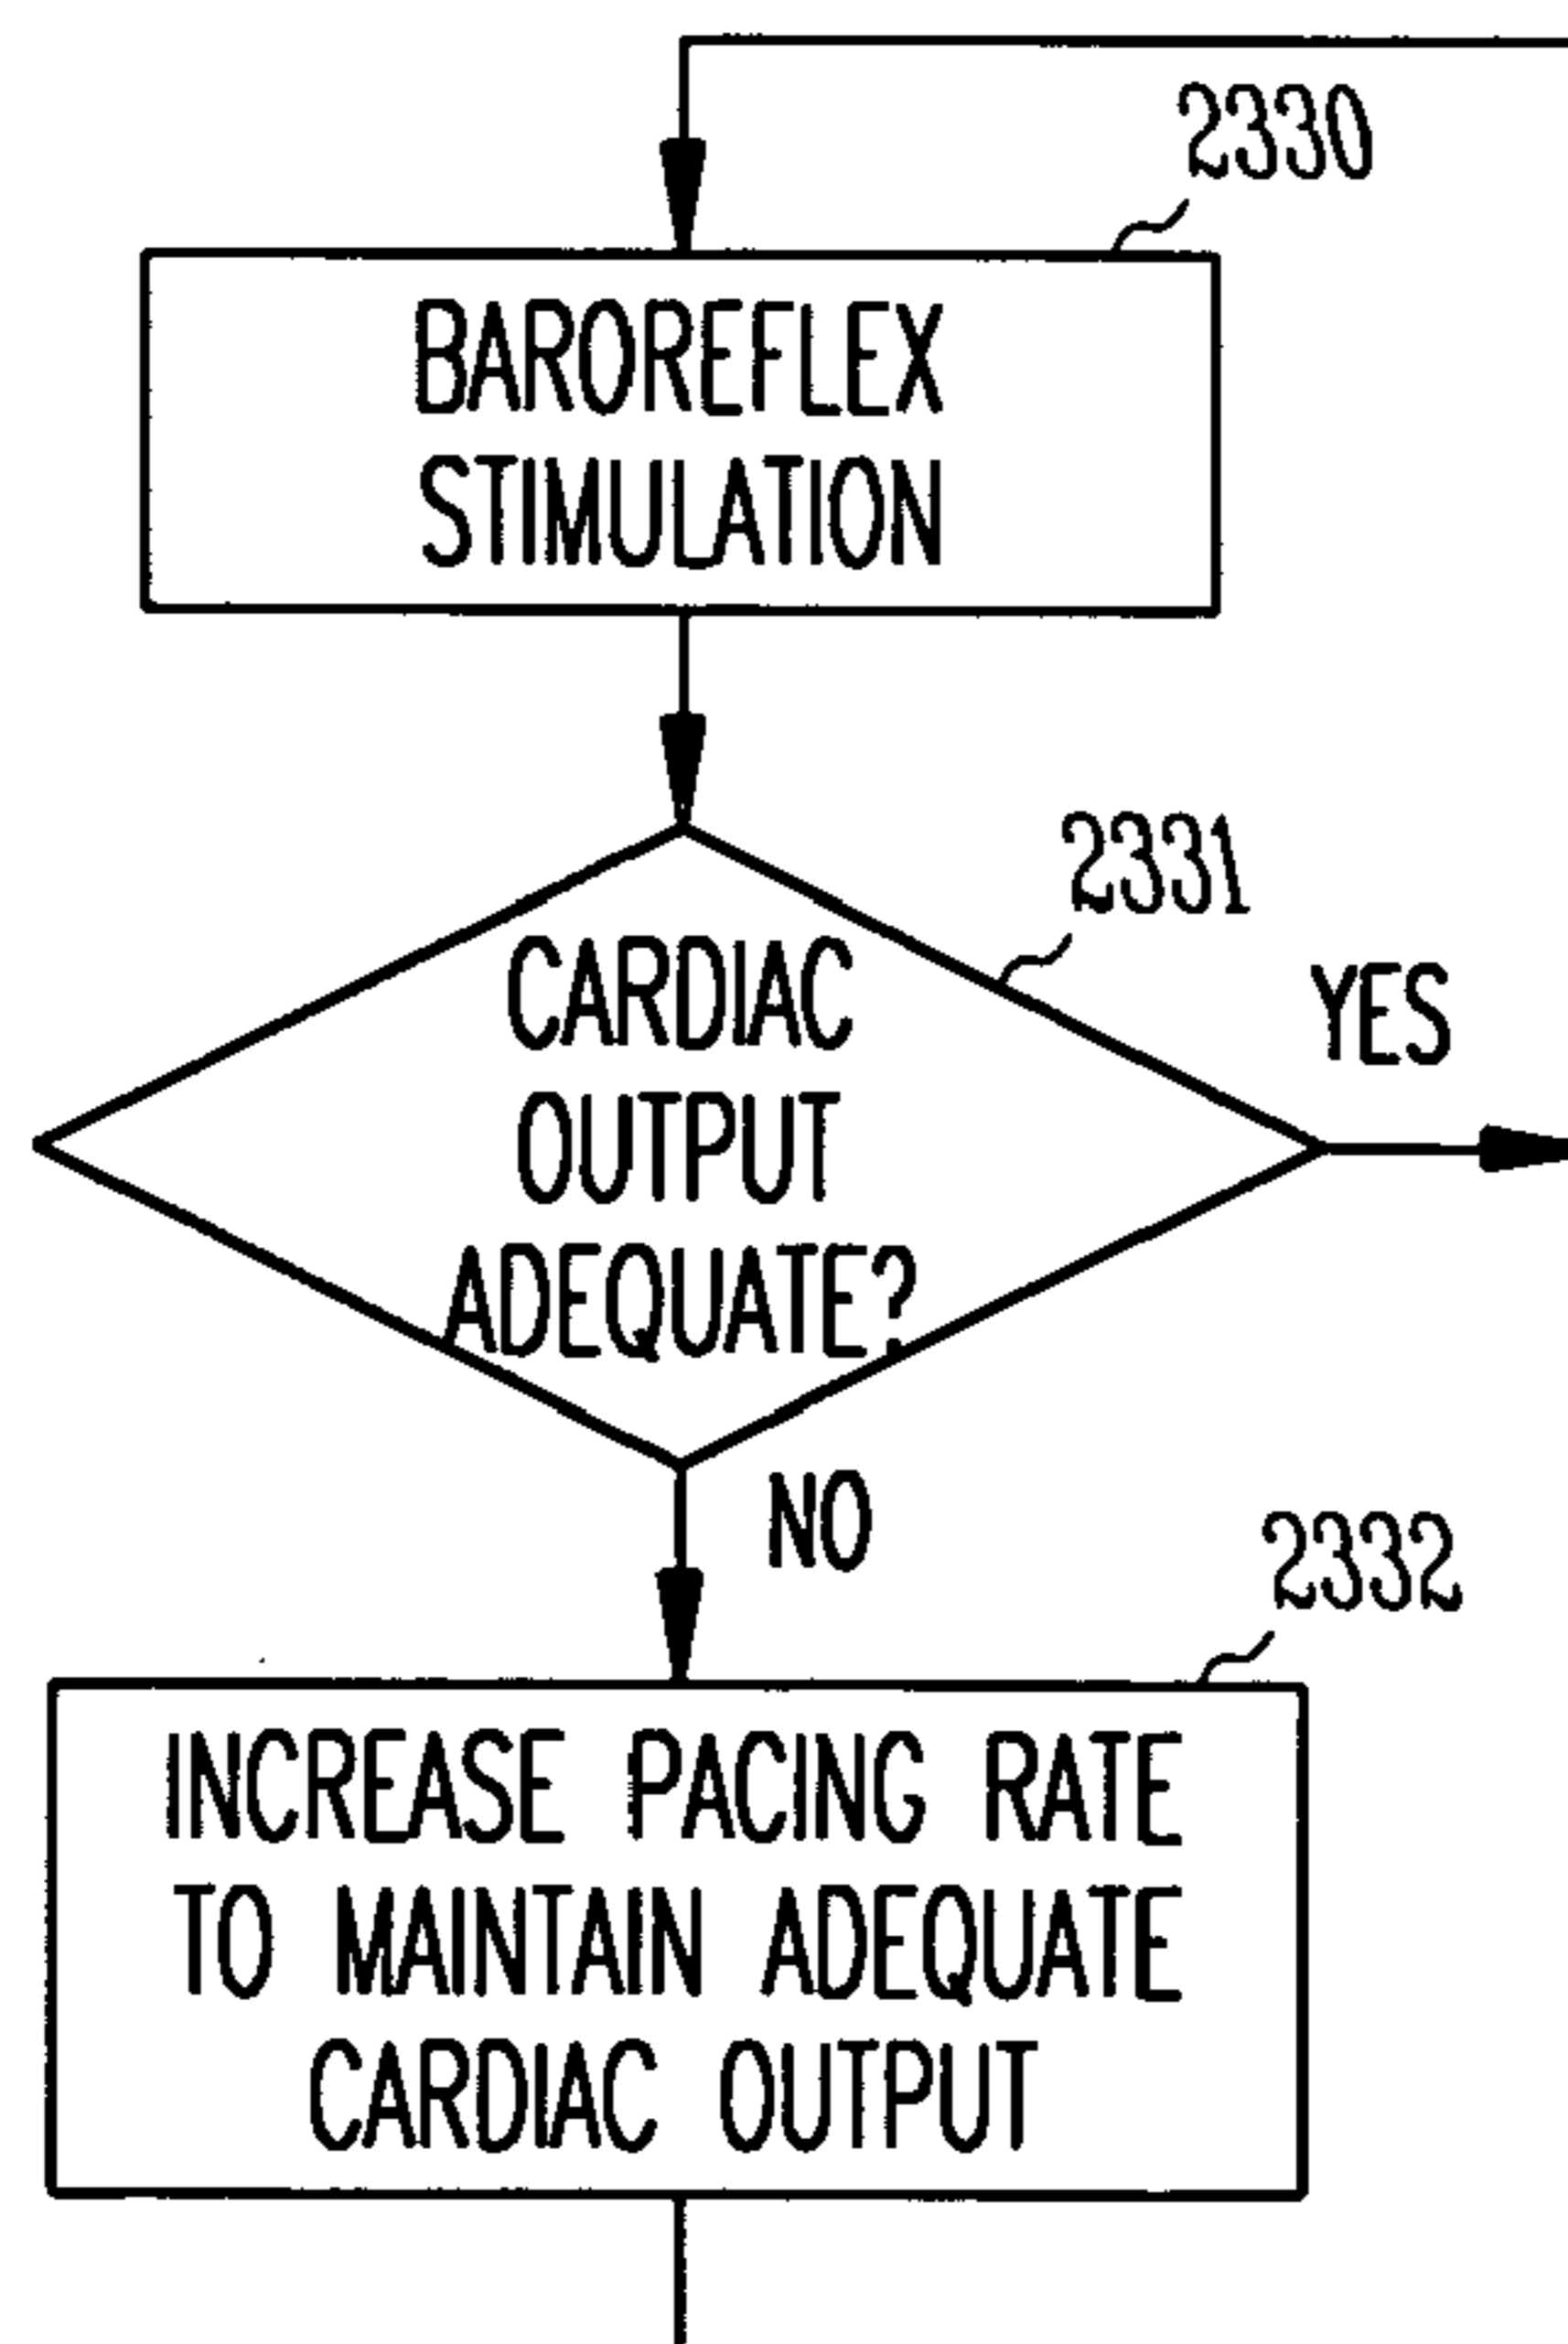 2330
BAROREFLEX
STIMULATION
2331
CARDIAC
OUTPUT
ADEQUATE?
YES
NO
2332
INCREASE PACING RATE
TO MAINTAIN ADEQUATE
CARDIAC OUTPUT